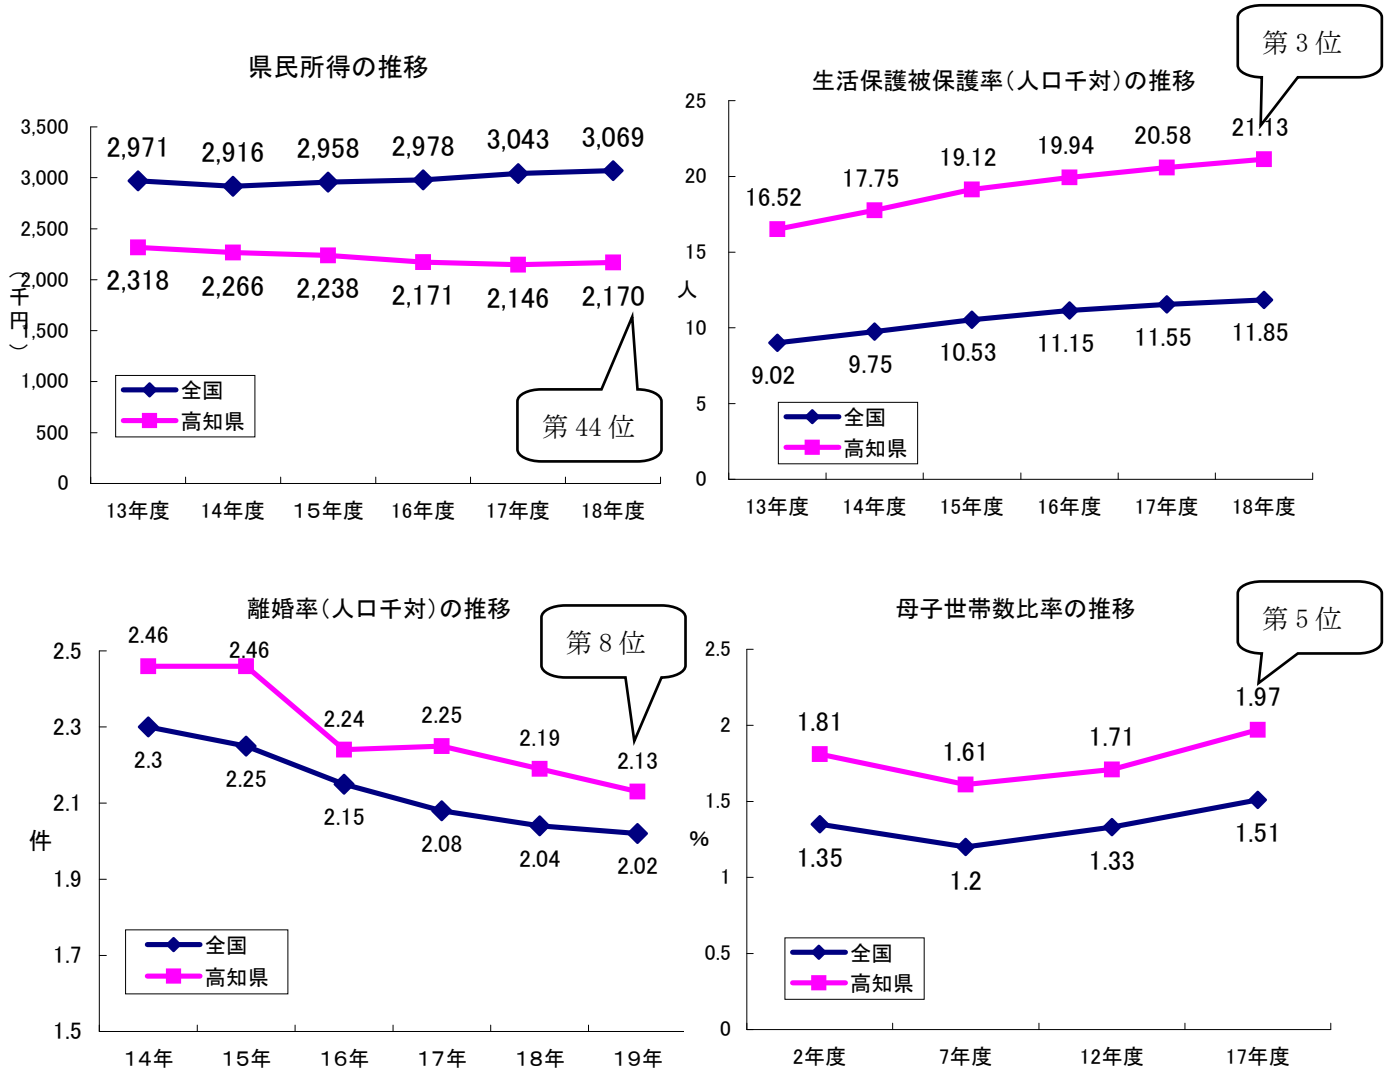 県民所得の推移
3,500
3,000
2,500
2,000
1,500
1,000
500
0
(千円)
2,971
2,916
2,958
2,978
3,043
3,069
2,318
2,266
2,238
2,171
2,146
2,170
全国
高知県
第 44 位
13年度
14年度
15年度
16年度
17年度
18年度
生活保護被保護率(人口千対)の推移
第 3 位
25
20
15
10
5
0
人
16.52
17.75
19.12
19.94
20.58
21.13
9.02
9.75
10.53
11.15
11.55
11.85
全国
高知県
13年度
14年度
15年度
16年度
17年度
18年度
離婚率(人口千対)の推移
第 8 位
2.5
2.3
2.1
1.9
1.7
1.5
件
2.46
2.46
2.24
2.25
2.19
2.13
2.3
2.25
2.15
2.08
2.04
2.02
全国
高知県
14年
15年
16年
17年
18年
19年
母子世帯数比率の推移
第 5 位
2.5
2
1.5
1
0.5
0
%
1.81
1.61
1.71
1.97
1.35
1.2
1.33
1.51
全国
高知県
2年度
7年度
12年度
17年度